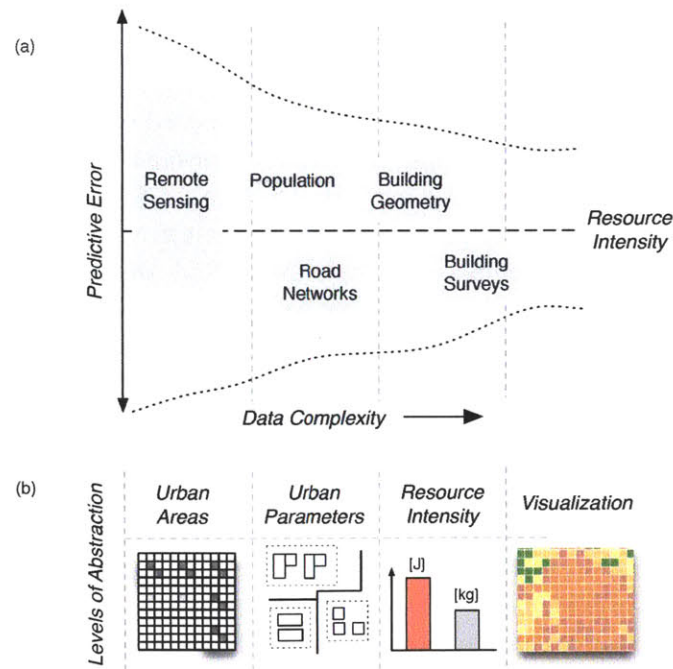 (a)
Predictive Error
Remote
Sensing
Population
Building
Geometry
Resource
Intensity
Road
Networks
Building
Surveys
Data Complexity
(b)
Levels of Abstraction
Urban
Areas
Urban
Parameters
Resource
Intensity
Visualization
[J]
[kg]